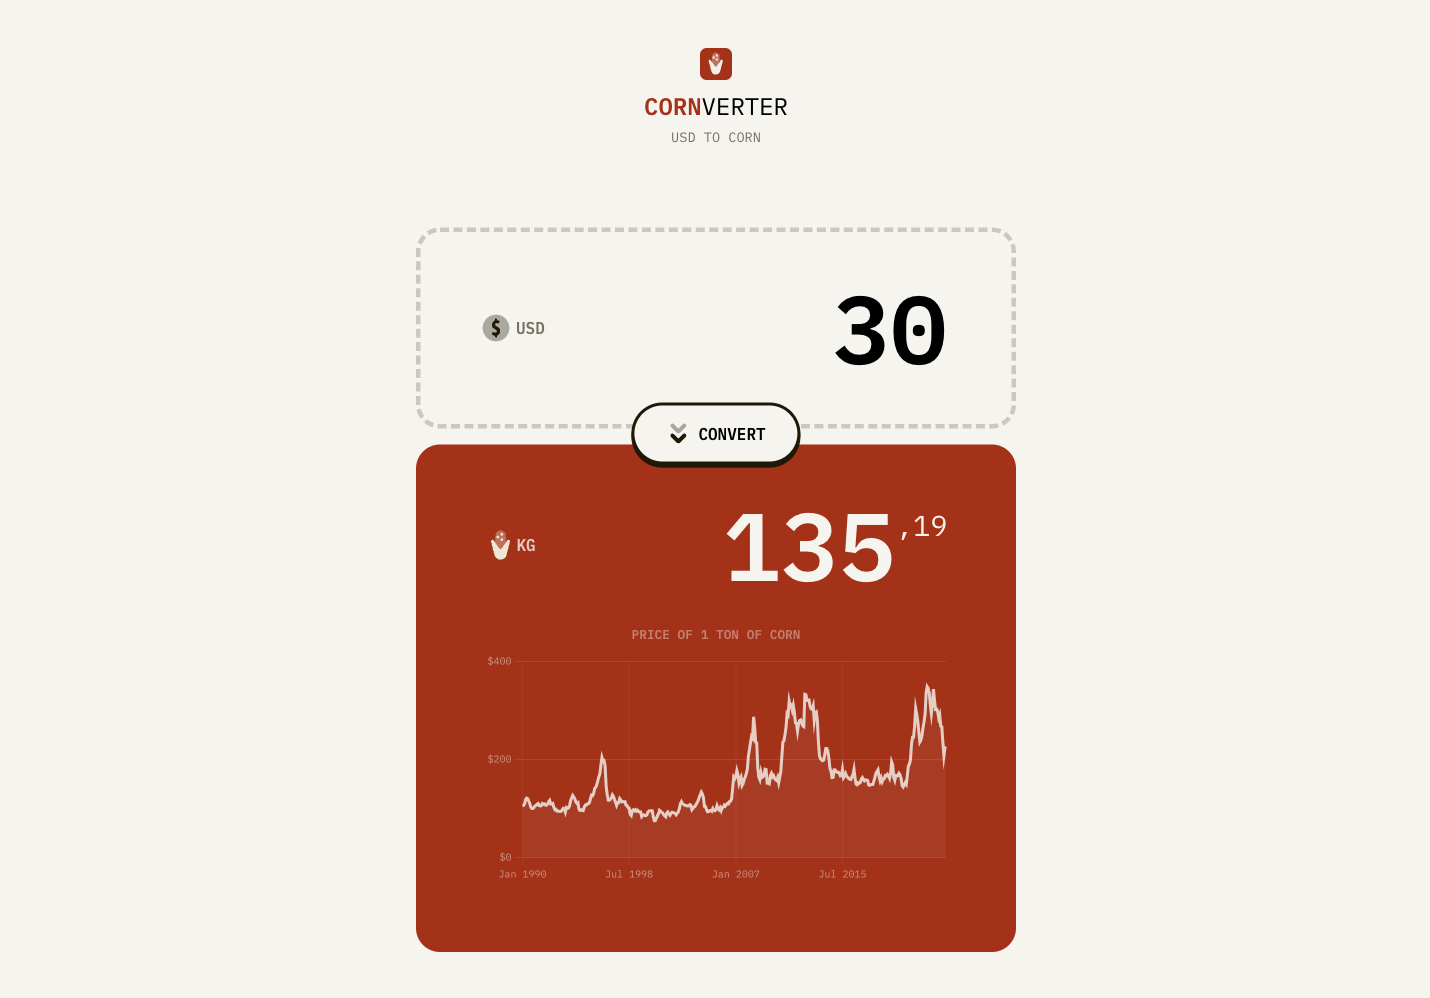 CORNVERTER
USD TO CORN
$ USD
30
CONVERT
KG
135,19
PRICE OF 1 TON OF CORN
$400
$200
$0
Jan 1990 Jul 1998 Jan 2007 Jul 2015